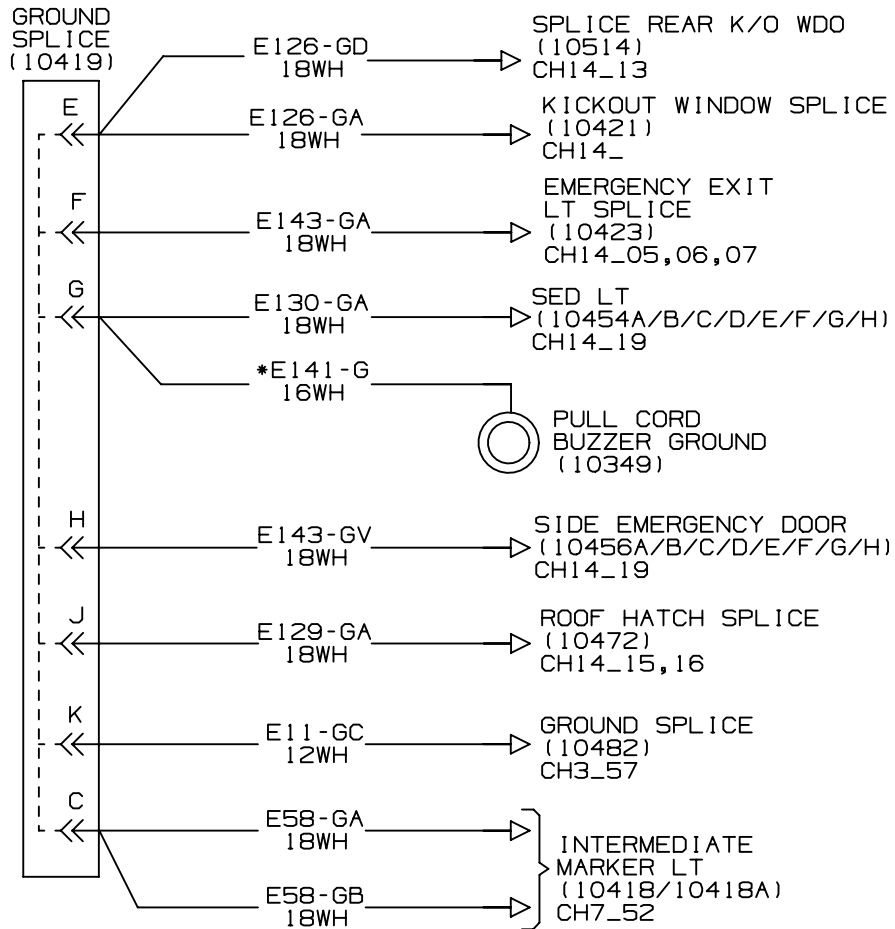 GROUND
SPLICE
(10419)
E126-GD
18WH
SPLICE REAR K/O WDO
(10514)
CH14_13
E
E126-GA
18WH
KICKOUT WINDOW SPLICE
(10421)
CH14_
F
E143-GA
18WH
EMERGENCY EXIT
LT SPLICE
(10423)
CH14_05,06,07
G
E130-GA
18WH
SED LT
(10454A/B/C/D/E/F/G/H)
CH14_19
*E141-G
16WH
PULL CORD
BUZZER GROUND
(10349)
H
E143-GV
18WH
SIDE EMERGENCY DOOR
(10456A/B/C/D/E/F/G/H)
CH14_19
J
E129-GA
18WH
ROOF HATCH SPLICE
(10472)
CH14_15,16
K
E11-GC
12WH
GROUND SPLICE
(10482)
CH3_57
C
E58-GA
18WH
E58-GB
18WH
INTERMEDIATE
MARKER LT
(10418/10418A)
CH7_52